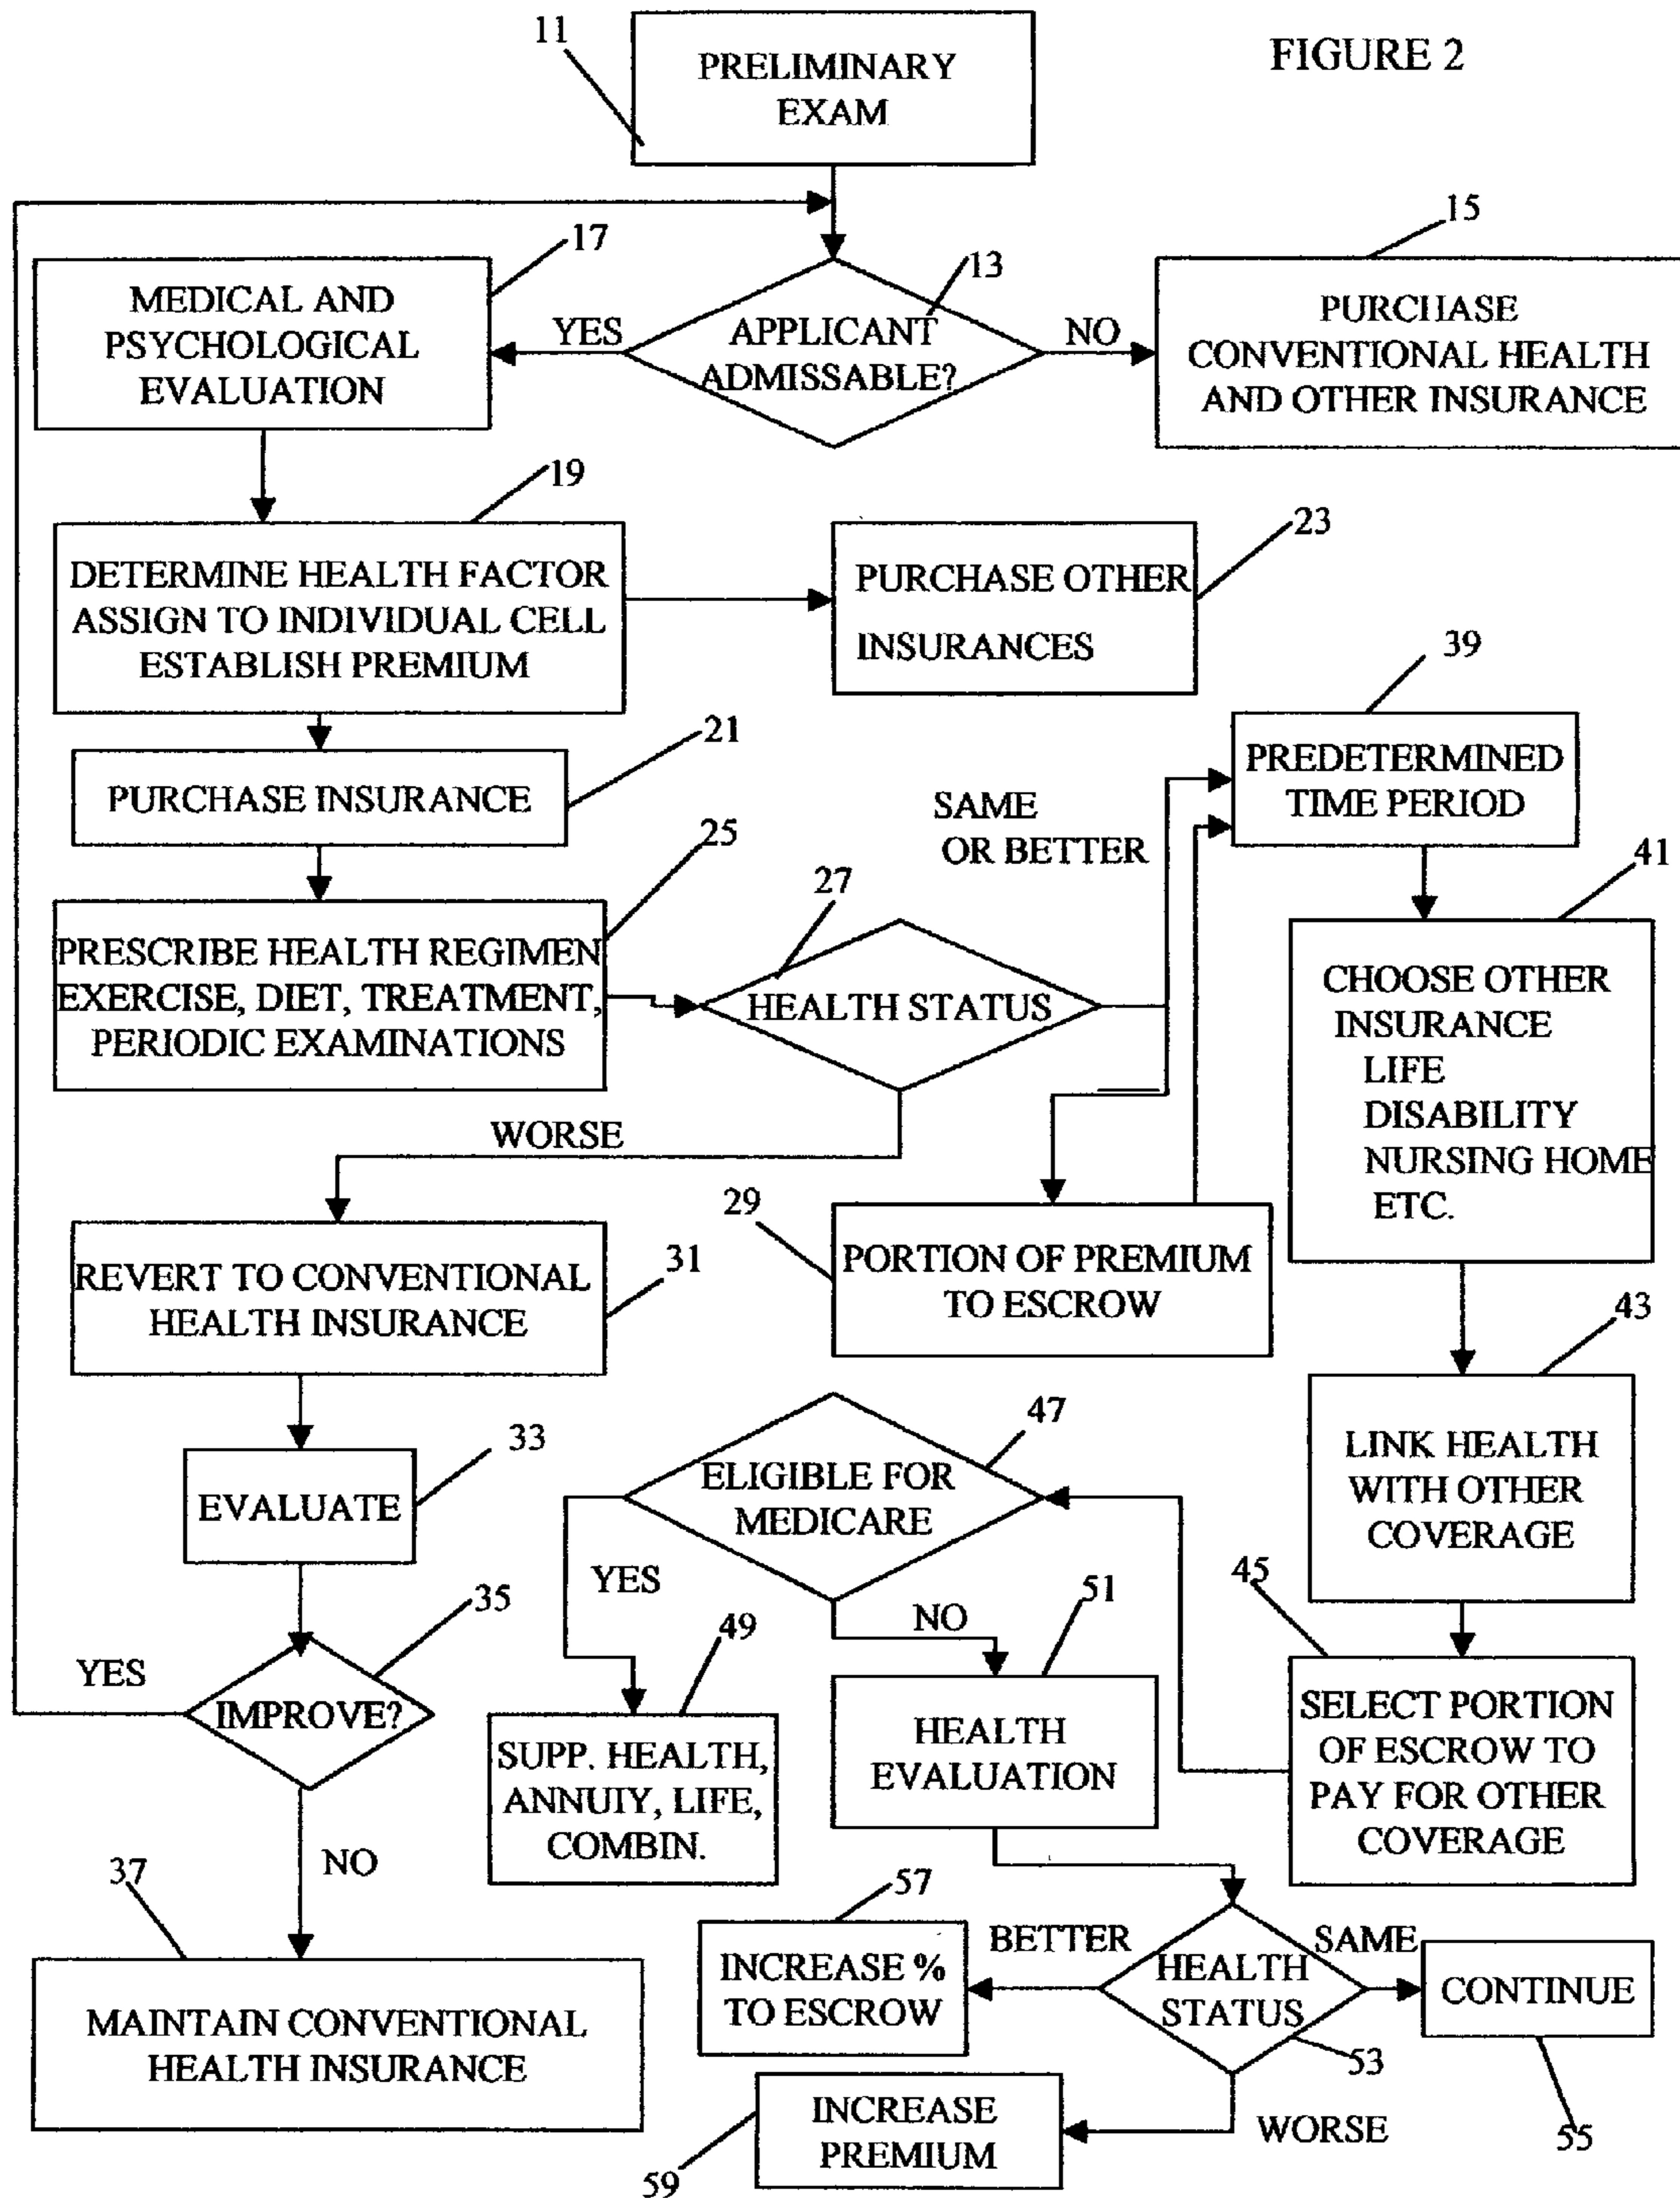 FIGURE 2
11
PRELIMINARY
EXAM
15
17
13
MEDICAL AND
PSYCHOLOGICAL
EVALUATION
YES
APPLICANT
ADMISSABLE?
NO
PURCHASE
CONVENTIONAL HEALTH
AND OTHER INSURANCE
19
23
DETERMINE HEALTH FACTOR
ASSIGN TO INDIVIDUAL CELL
ESTABLISH PREMIUM
PURCHASE OTHER
INSURANCES
39
21
PURCHASE INSURANCE
PREDETERMINED
TIME PERIOD
SAME
OR BETTER
25
27
41
PRESCRIBE HEALTH REGIMEN
EXERCISE, DIET, TREATMENT,
PERIODIC EXAMINATIONS
HEALTH STATUS
CHOOSE OTHER
INSURANCE
LIFE
DISABILITY
NURSING HOME
ETC.
WORSE
29
PORTION OF PREMIUM
TO ESCROW
31
REVERT TO CONVENTIONAL
HEALTH INSURANCE
43
LINK HEALTH
WITH OTHER
COVERAGE
33
EVALUATE
47
ELIGIBLE FOR
MEDICARE
YES
NO
51
45
35
YES
IMPROVE?
49
SUPP. HEALTH,
ANNUIY, LIFE,
COMBIN.
HEALTH
EVALUATION
SELECT PORTION
OF ESCROW TO
PAY FOR OTHER
COVERAGE
NO
37
MAINTAIN CONVENTIONAL
HEALTH INSURANCE
57
INCREASE %
TO ESCROW
BETTER
HEALTH
STATUS
SAME
CONTINUE
53
55
WORSE
INCREASE
PREMIUM
59